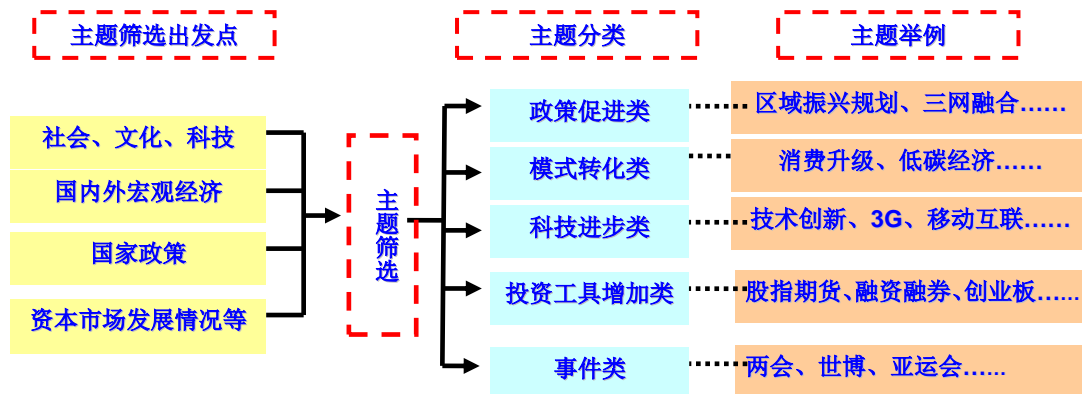 主题筛选出发点
主题分类
主题举例
社会、文化、科技
国内外宏观经济
国家政策
资本市场发展情况等
主题筛选
政策促进类
模式转化类
科技进步类
投资工具增加类
事件类
区域振兴规划、三网融合……
消费升级、低碳经济……
技术创新、3G、移动互联……
股指期货、融资融券、创业板……
两会、世博、亚运会……